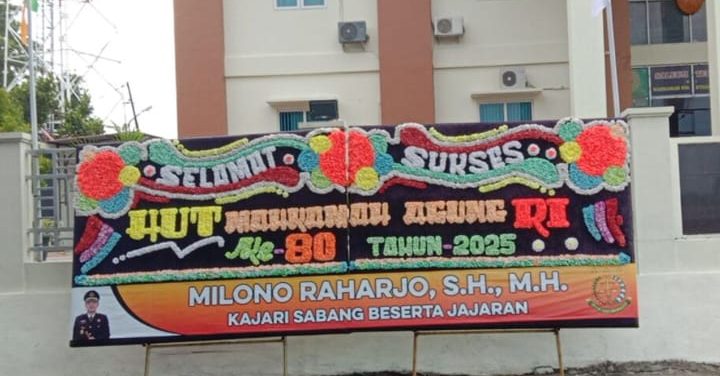 SELAMAT SUKSES
HUT MAHKAMAH AGUNG RI
Ke-80 TAHUN-2025
MILONO RAHARJO, S.H., M.H.
KAJARI SABANG BESERTA JAJARAN